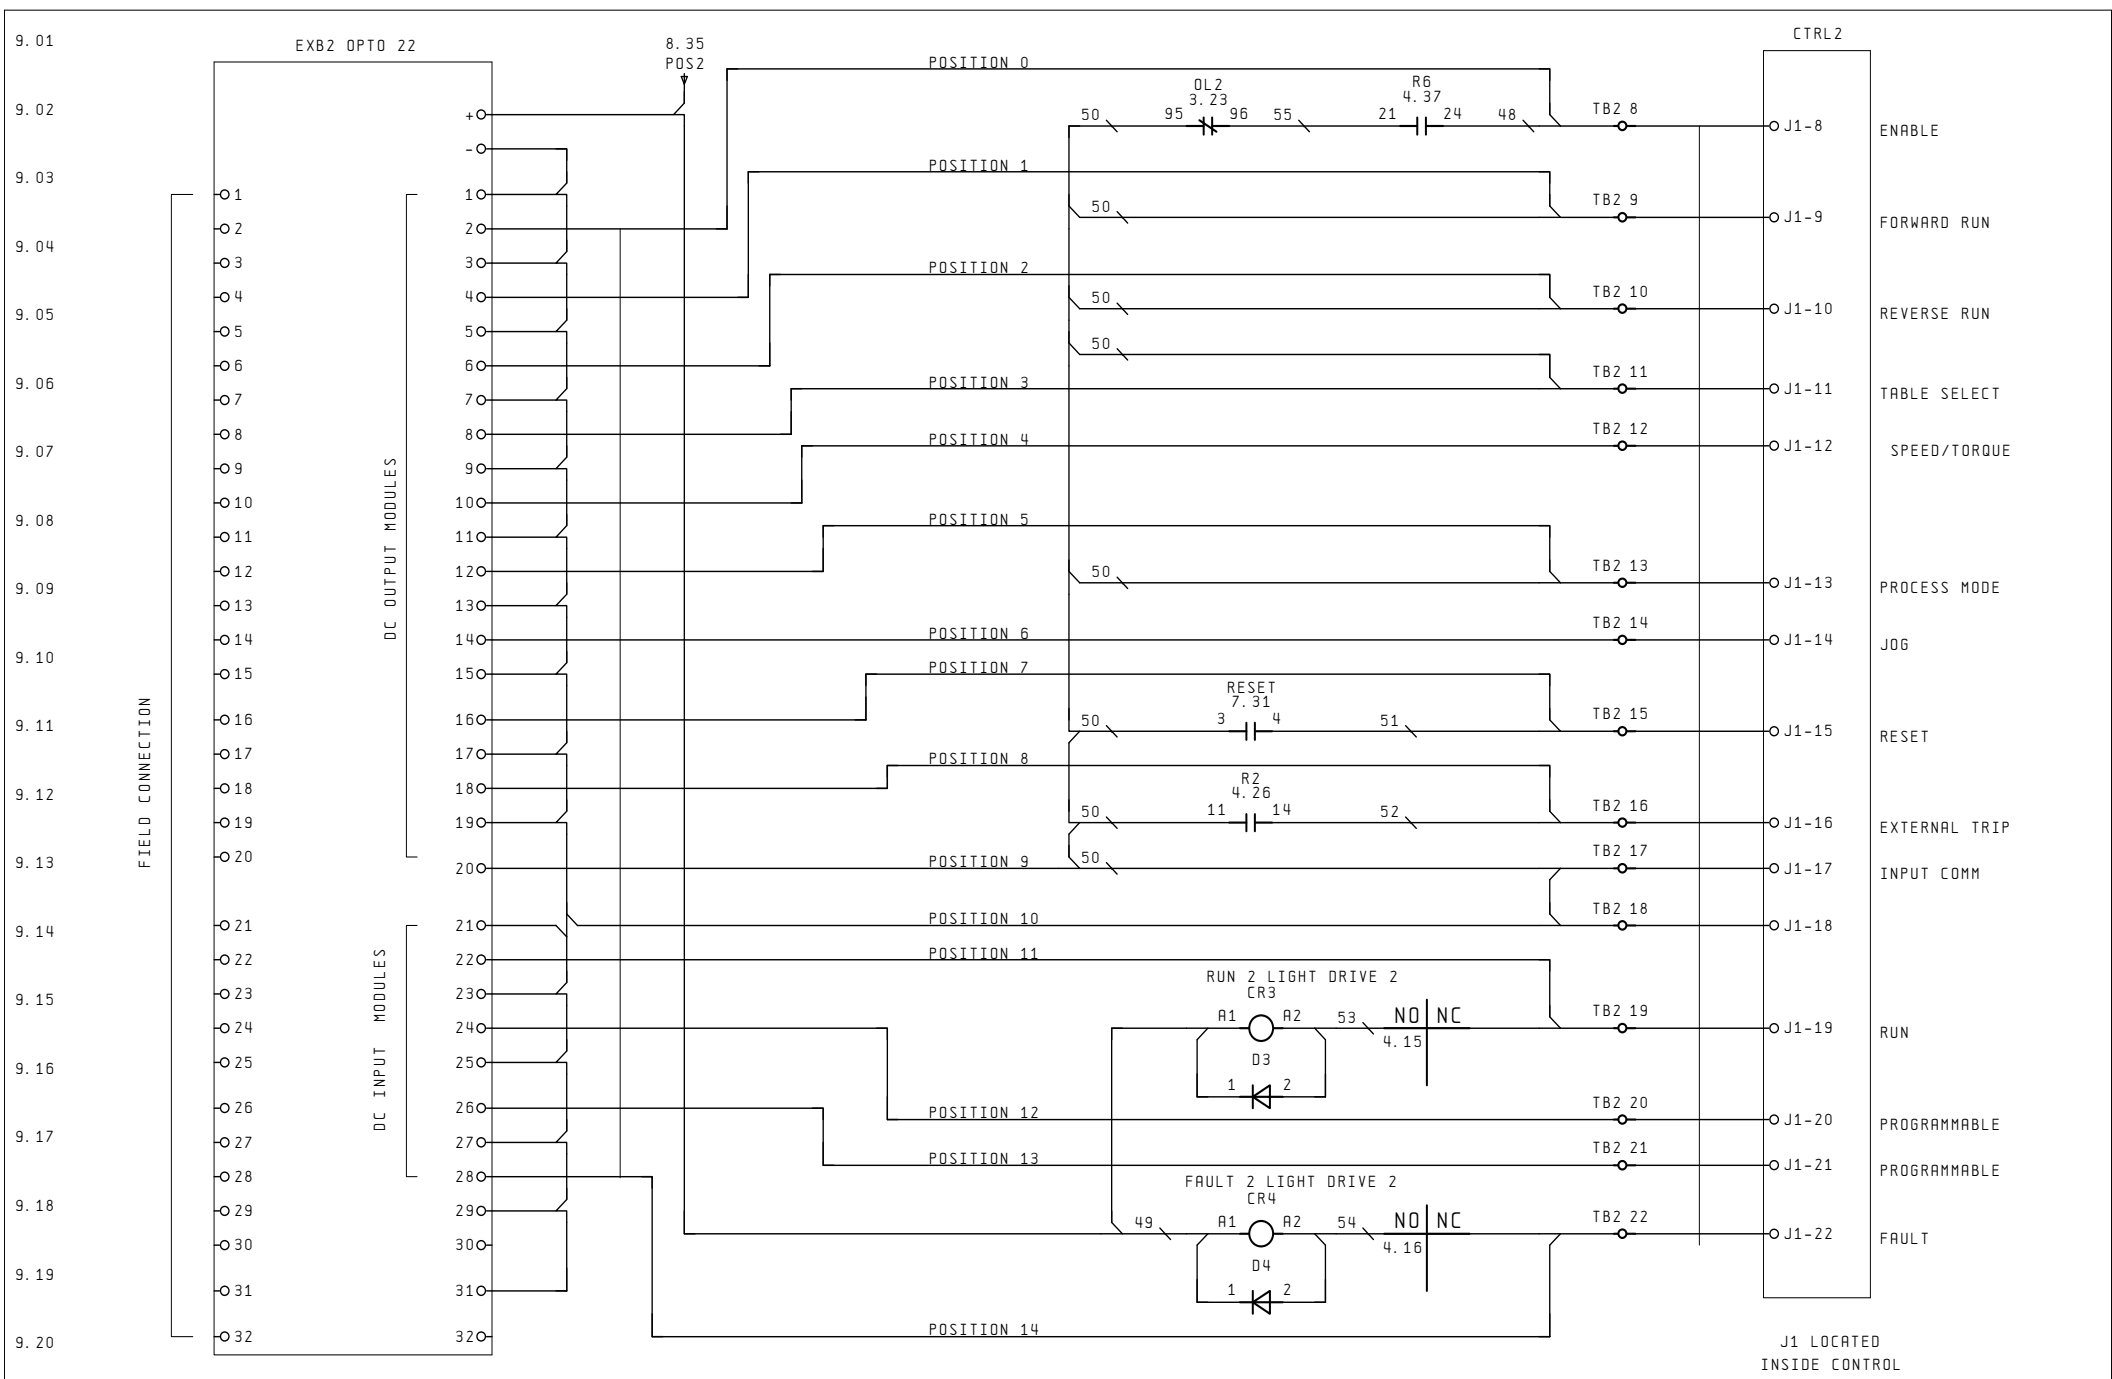 9.01
EXB2 OPTO 22
8.35
POS2
CTRL2
POSITION 0
9.02
+
50
OL2
3.23
95
96
55
R6
4.37
21
24
48
TB2 8
J1-8
ENABLE
-
9.03
POSITION 1
1
1
50
TB2 9
J1-9
FORWARD RUN
2
2
9.04
3
3
POSITION 2
4
4
50
TB2 10
J1-10
REVERSE RUN
9.05
5
5
50
6
6
9.06
POSITION 3
TB2 11
J1-11
TABLE SELECT
7
7
8
8
9.07
POSITION 4
TB2 12
J1-12
SPEED/TORQUE
9
9
10
10
9.08
POSITION 5
11
11
12
12
50
TB2 13
J1-13
PROCESS MODE
9.09
13
13
14
14
POSITION 6
TB2 14
J1-14
JOG
9.10
15
15
POSITION 7
16
16
9.11
50
RESET
7.31
3
4
51
TB2 15
J1-15
RESET
17
17
POSITION 8
18
18
9.12
50
R2
4.26
11
14
52
TB2 16
J1-16
EXTERNAL TRIP
19
19
9.13
20
20
POSITION 9
50
TB2 17
J1-17
INPUT COMM
DC OUTPUT MODULES
FIELD CONNECTION
21
21
POSITION 10
TB2 18
J1-18
9.14
22
22
POSITION 11
23
23
9.15
RUN 2 LIGHT DRIVE 2
CR3
24
24
A1
A2
53
NO
NC
4.15
TB2 19
J1-19
RUN
D3
1
2
9.16
25
25
26
26
POSITION 12
TB2 20
J1-20
PROGRAMMABLE
DC INPUT MODULES
9.17
27
27
POSITION 13
TB2 21
J1-21
PROGRAMMABLE
28
28
9.18
FAULT 2 LIGHT DRIVE 2
CR4
29
29
49
A1
A2
54
NO
NC
4.16
TB2 22
J1-22
FAULT
30
30
D4
1
2
9.19
31
31
32
32
POSITION 14
9.20
J1 LOCATED
INSIDE CONTROL